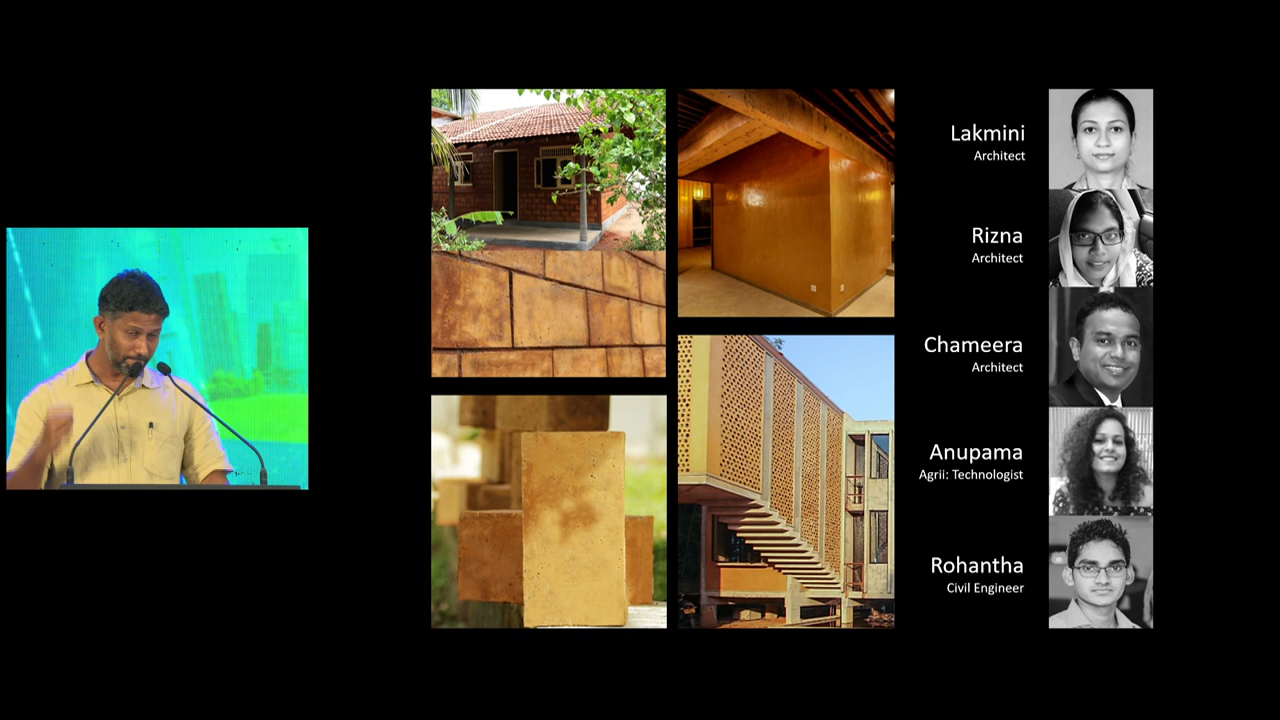 Lakmini
Architect
Rizna
Architect
Chameera
Architect
Anupama
Agrii: Technologist
Rohantha
Civil Engineer